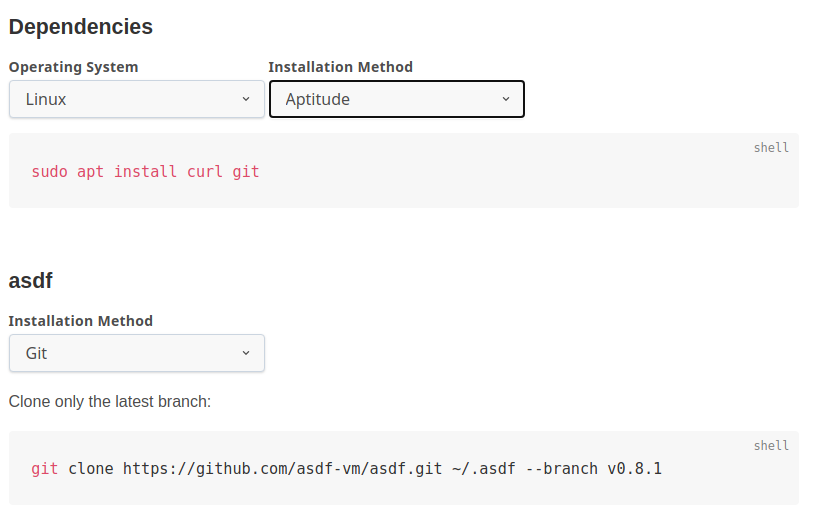 Dependencies
Operating System Installation Method
Linux Aptitude
shell
sudo apt install curl git
asdf
Installation Method
Git
Clone only the latest branch:
shell
git clone https://github.com/asdf-vm/asdf.git ~/.asdf --branch v0.8.1